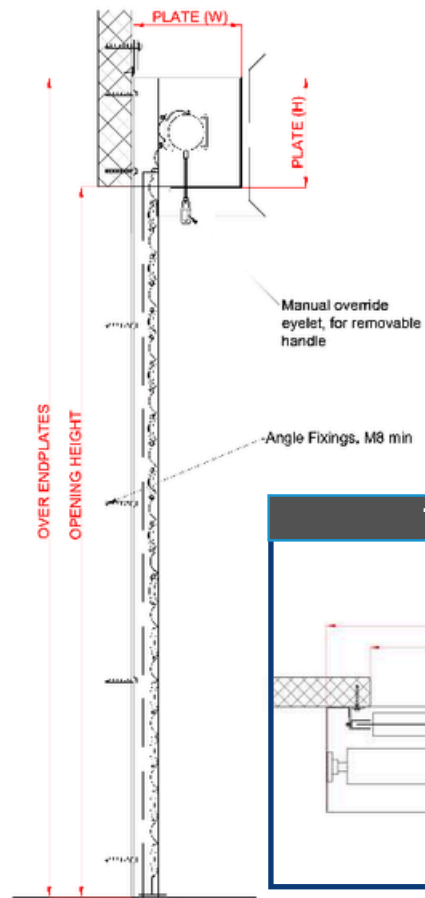 PLATE (W)
PLATE (H)
Manual override
eyelet, for removable
handle
Angle Fixings. M8 min
OVER ENDPLATES
OPENING HEIGHT